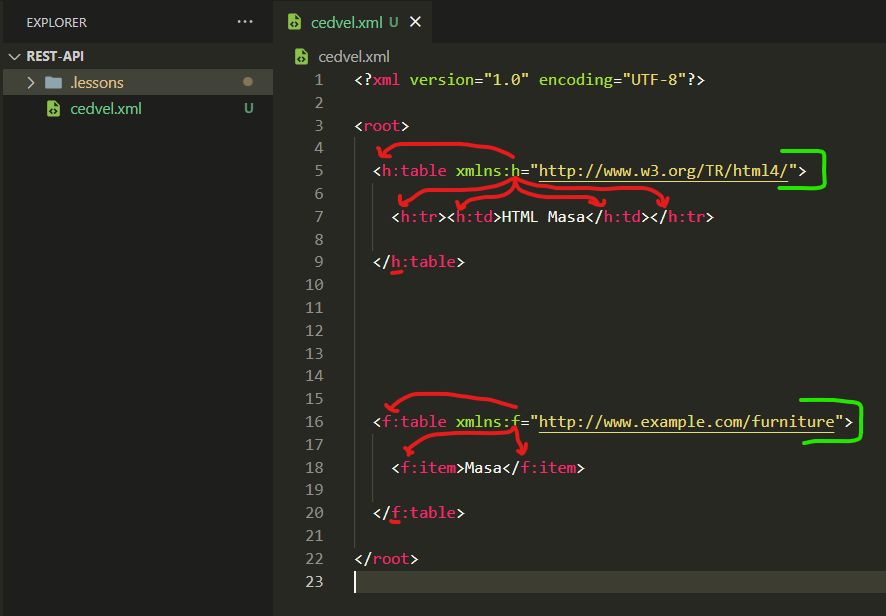 EXPLORER ···
cedvel.xml U
REST-API
.lessons
cedvel.xml U
cedvel.xml
1 <?xml version="1.0" encoding="UTF-8"?>
2
3 <root>
4
5 <h:table xmlns:h="http://www.w3.org/TR/html4/">
6
7 <h:tr><h:td>HTML Masa</h:td></h:tr>
8
9 </h:table>
10
11
12
13
14
15
16 <f:table xmlns:f="http://www.example.com/furniture">
17
18 <f:item>Masa</f:item>
19
20 </f:table>
21
22 </root>
23